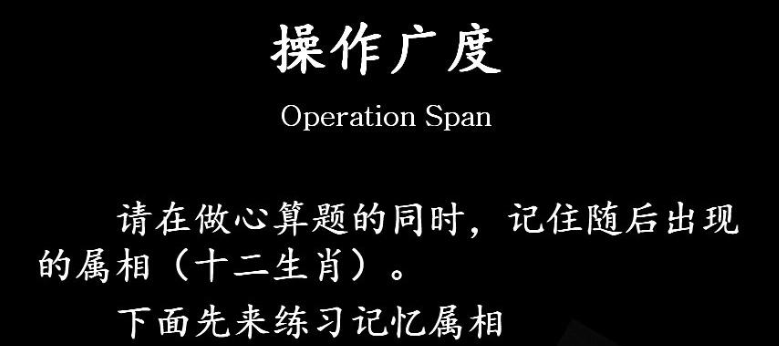 操作广度
Operation Span
请在做心算题的同时，记住随后出现
的属相（十二生肖）。
下面先来练习记忆属相